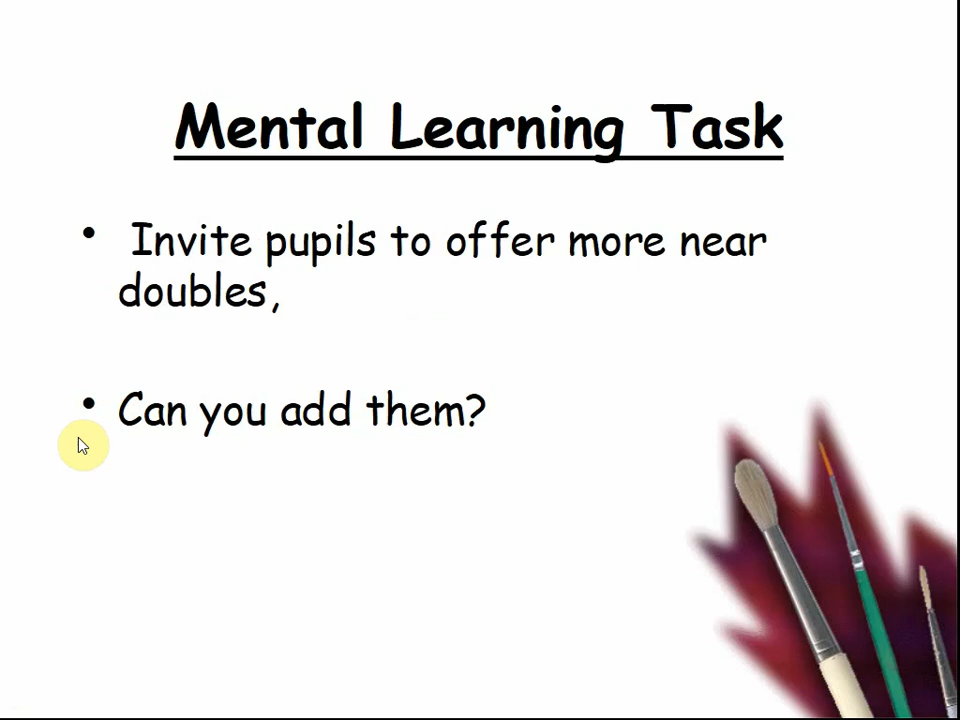 Mental Learning Task
• Invite pupils to offer more near
doubles,
• Can you add them?